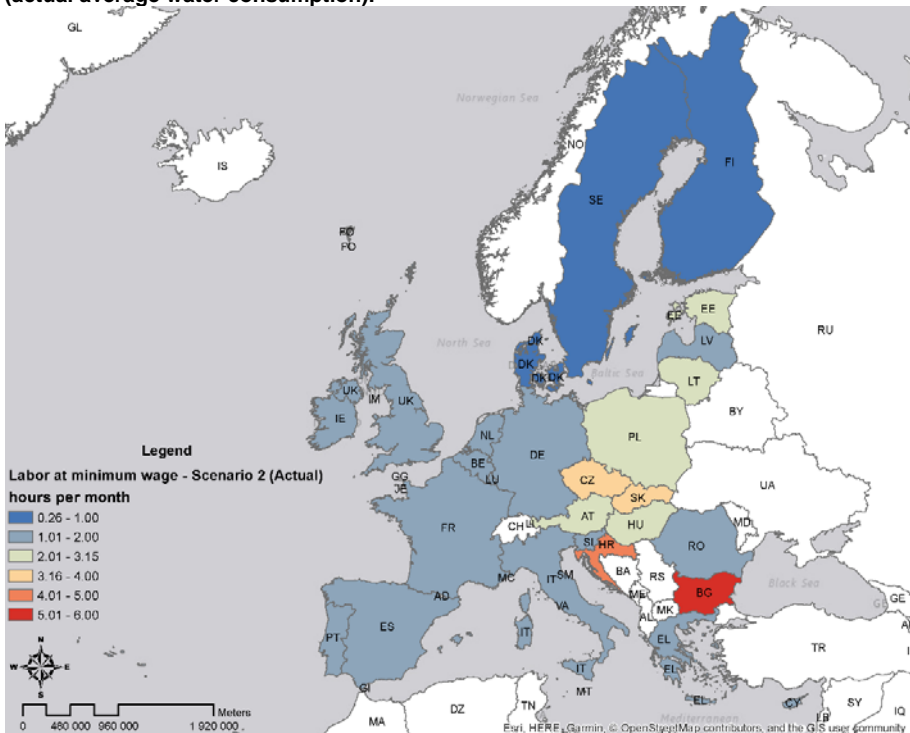 (actual average water consumption).
GL
Norwegian Sea
IS
NO
FI
SE
FO
FO
EE
EE
RU
LV
DK
North Sea
DK
DK
DK
Baltic Sea
LT
UK
IM
UK
BY
IE
NL
PL
DE
Legend
BE
Labor at minimum wage - Scenario 2 (Actual)
LU
CZ
UA
GG
hours per month
JE
SK
0.26 - 1.00
AT
1.01 - 2.00
FR
CH
LI
HU
MD
2.01 - 3.15
SI
HR
RO
3.16 - 4.00
4.01 - 5.00
MC
IT
SM
BA
RS
Black Sea
5.01 - 6.00
AD
VA
ME
BG
GE
MK
AL
N
PT
ES
IT
EL
TR
W
E
IT
EL
S
GI
MT
EL
CY
SY
Meters
MA
DZ
TN
Mediterranean
LB
IQ
0
480 000
960 000
1 920 000
Esri, HERE, Garmin, © OpenStreetMap contributors, and the GIS user community